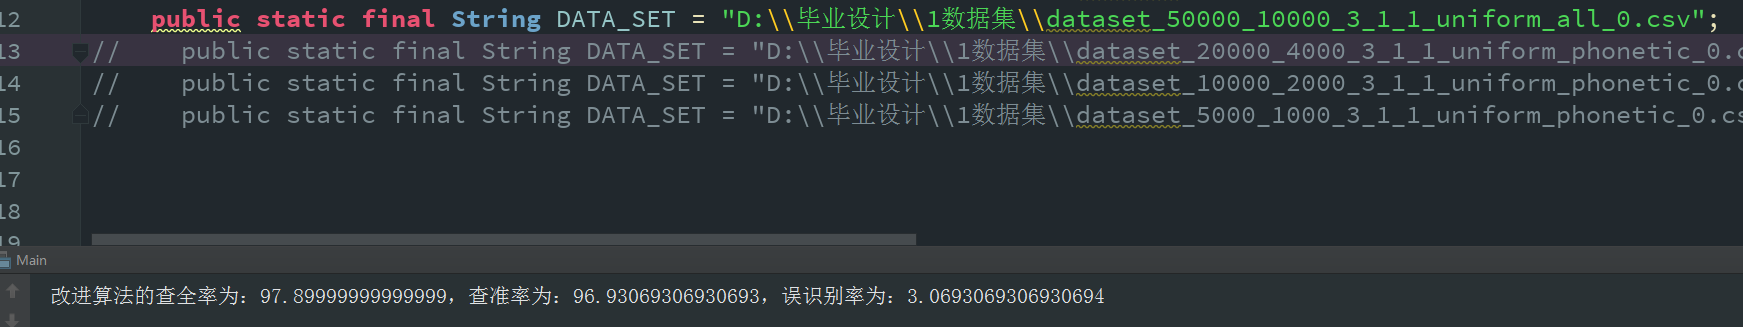 12 public static final String DATA_SET = "D:\\毕业设计\\1数据集\\dataset_50000_10000_3_1_1_uniform_all_0.csv";
13 // public static final String DATA_SET = "D:\\毕业设计\\1数据集\\dataset_20000_4000_3_1_1_uniform_phonetic_0.c
14 // public static final String DATA_SET = "D:\\毕业设计\\1数据集\\dataset_10000_2000_3_1_1_uniform_phonetic_0.c
15 // public static final String DATA_SET = "D:\\毕业设计\\1数据集\\dataset_5000_1000_3_1_1_uniform_phonetic_0.cs
16
17
18
19
Main
改进算法的查全率为：97.89999999999999，查准率为：96.93069306930693，误识别率为：3.0693069306930694